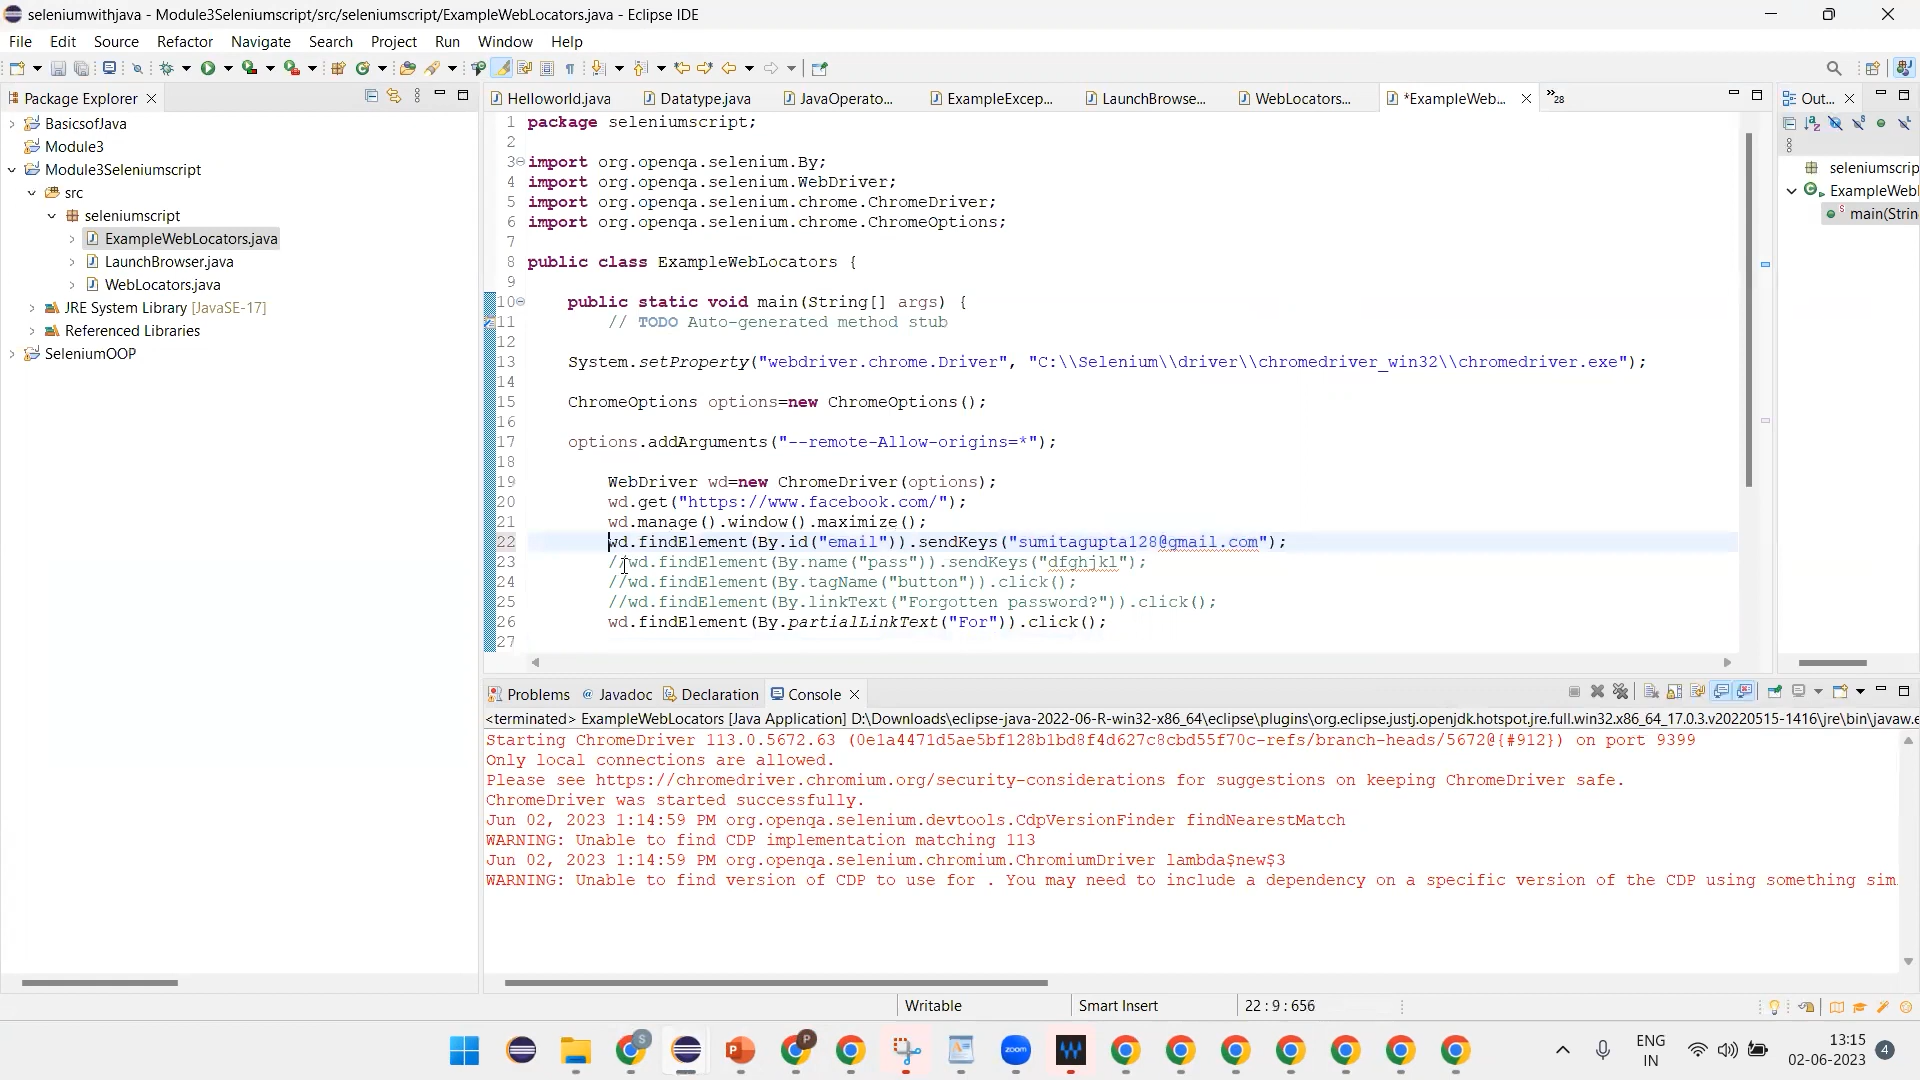 seleniumwithjava - Module3Seleniumscript/src/seleniumscript/ExampleWebLocators.java - Eclipse IDE
File Edit Source Refactor Navigate Search Project Run Window Help
Package Explorer
BasicsofJava
Module3
Module3Seleniumscript
src
seleniumscript
ExampleWebLocators.java
LaunchBrowser.java
WebLocators.java
JRE System Library [JavaSE-17]
Referenced Libraries
SeleniumOOP
Helloworld.java Datatype.java JavaOperato... ExampleExcep... LaunchBrowse... WebLocators... *ExampleWeb... »28
1 package seleniumscript;
2
3 import org.openqa.selenium.By;
4 import org.openqa.selenium.WebDriver;
5 import org.openqa.selenium.chrome.ChromeDriver;
6 import org.openqa.selenium.chrome.ChromeOptions;
7
8 public class ExampleWebLocators {
9
10 public static void main(String[] args) {
11 // TODO Auto-generated method stub
12
13 System.setProperty("webdriver.chrome.Driver", "C:\\Selenium\\driver\\chromedriver_win32\\chromedriver.exe");
14
15 ChromeOptions options=new ChromeOptions();
16
17 options.addArguments("--remote-Allow-origins=*");
18
19 WebDriver wd=new ChromeDriver(options);
20 wd.get("https://www.facebook.com/");
21 wd.manage().window().maximize();
22 wd.findElement(By.id("email")).sendKeys("sumitagupta128@gmail.com");
23 //wd.findElement(By.name("pass")).sendKeys("dfghjkl");
24 //wd.findElement(By.tagName("button")).click();
25 //wd.findElement(By.linkText("Forgotten password?")).click();
26 wd.findElement(By.partialLinkText("For")).click();
27
Out...
seleniumscrip
ExampleWebl
main(Strin
Problems @ Javadoc Declaration Console
<terminated> ExampleWebLocators [Java Application] D:\Downloads\eclipse-java-2022-06-R-win32-x86_64\eclipse\plugins\org.eclipse.justj.openjdk.hotspot.jre.full.win32.x86_64_17.0.3.v20220515-1416\jre\bin\javaw.e
Starting ChromeDriver 113.0.5672.63 (0e1a4471d5ae5bf128b1bd8f4d627c8cbd55f70c-refs/branch-heads/5672@{#912}) on port 9399
Only local connections are allowed.
Please see https://chromedriver.chromium.org/security-considerations for suggestions on keeping ChromeDriver safe.
ChromeDriver was started successfully.
Jun 02, 2023 1:14:59 PM org.openqa.selenium.devtools.CdpVersionFinder findNearestMatch
WARNING: Unable to find CDP implementation matching 113
Jun 02, 2023 1:14:59 PM org.openqa.selenium.chromium.ChromiumDriver lambda$new$3
WARNING: Unable to find version of CDP to use for . You may need to include a dependency on a specific version of the CDP using something sim
Writable Smart Insert 22 : 9 : 656
S P P zoom ENG IN 13:15 02-06-2023 4